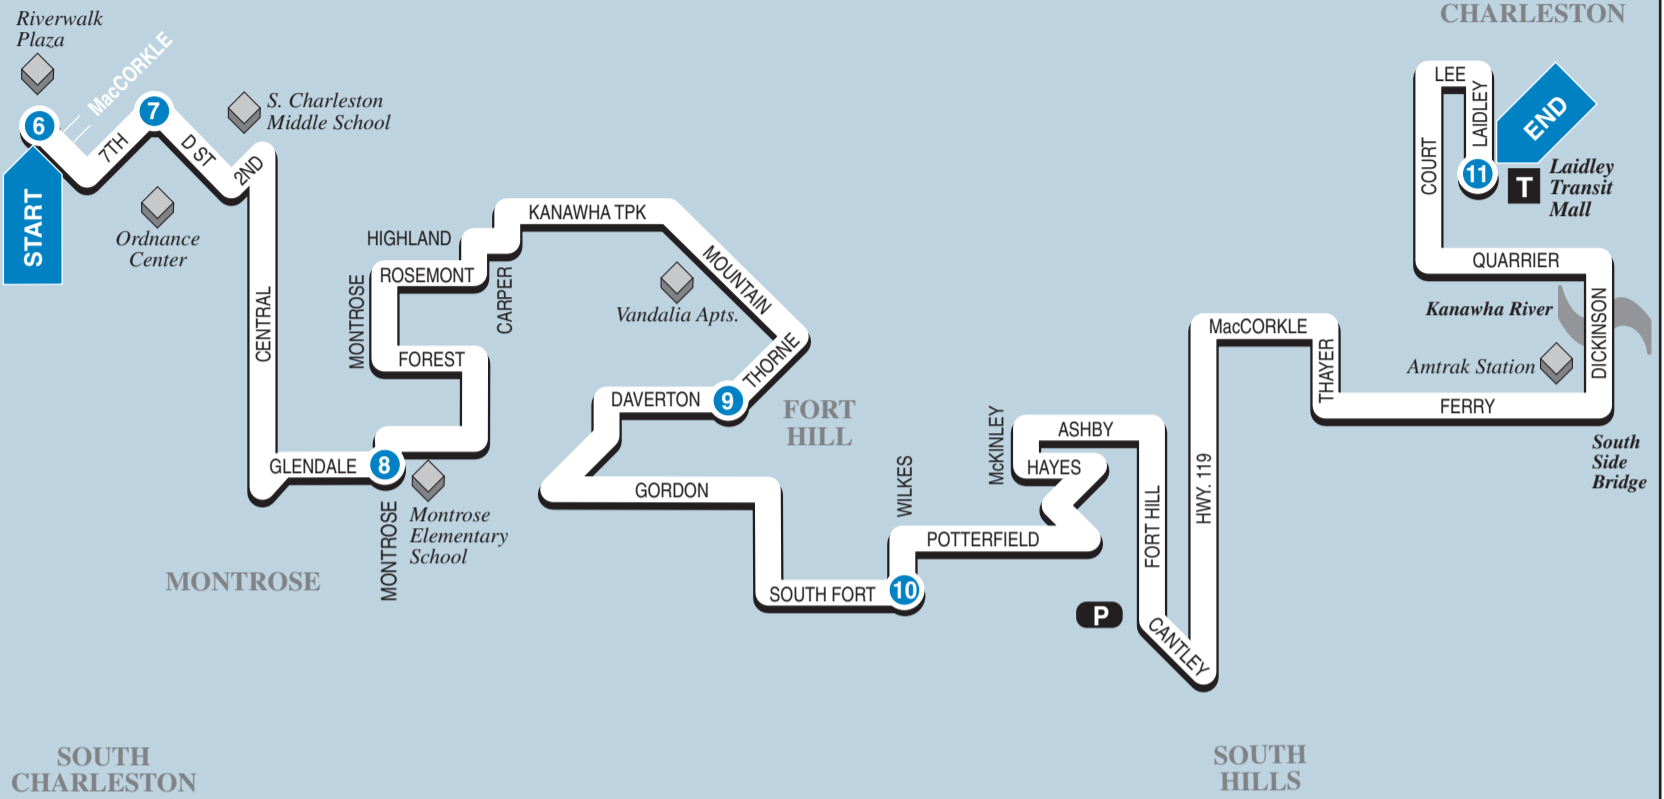 Riverwalk
Plaza
MacCORKLE
6
START
7TH
7
D ST
2ND
S. Charleston
Middle School
Ordnance
Center
CENTRAL
GLENDALE
8
MONTROSE
Montrose
Elementary
School
MONTROSE
FOREST
MONTROSE
ROSEMONT
HIGHLAND
CARPER
KANAWHA TPK
MOUNTAIN
Vandalia Apts.
THORNE
9
DAVERTON
FORT
HILL
GORDON
SOUTH FORT
10
WILKES
POTTERFIELD
HAYES
McKINLEY
ASHBY
FORT HILL
P
CANTLEY
HWY. 119
MacCORKLE
THAYER
FERRY
DICKINSON
South
Side
Bridge
Amtrak Station
Kanawha River
QUARRIER
COURT
LEE
LAIDLEY
11
END
T
Laidley
Transit
Mall
CHARLESTON
SOUTH
CHARLESTON
SOUTH
HILLS